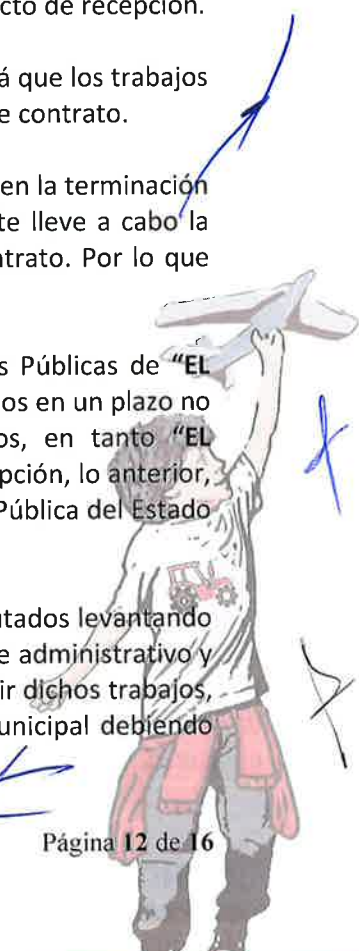 cto de recepción.
á que los trabajos
e contrato.
en la terminación
te lleve a cabo la
ntrato. Por lo que
s Públicas de "EL
os en un plazo no
os, en tanto "EL
pción, lo anterior,
Pública del Estado
utados levantando
e administrativo y
ir dichos trabajos,
unicipal debiendo
Página 12 de 16